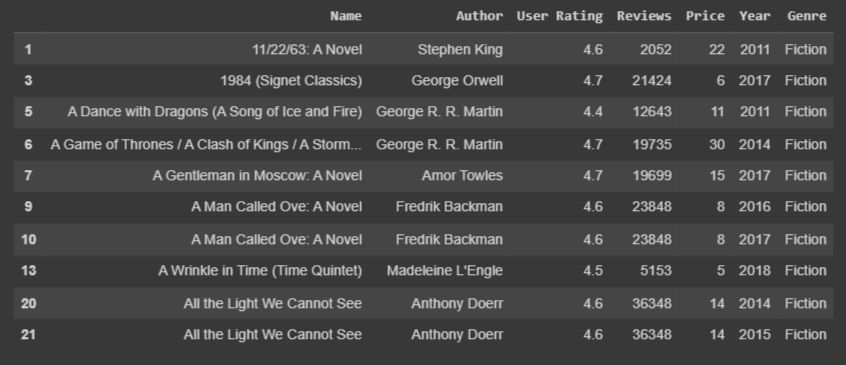 Name Author User Rating Reviews Price Year Genre
1 11/22/63: A Novel Stephen King 4.6 2052 22 2011 Fiction
3 1984 (Signet Classics) George Orwell 4.7 21424 6 2017 Fiction
5 A Dance with Dragons (A Song of Ice and Fire) George R. R. Martin 4.4 12643 11 2011 Fiction
6 A Game of Thrones / A Clash of Kings / A Storm... George R. R. Martin 4.7 19735 30 2014 Fiction
7 A Gentleman in Moscow: A Novel Amor Towles 4.7 19699 15 2017 Fiction
9 A Man Called Ove: A Novel Fredrik Backman 4.6 23848 8 2016 Fiction
10 A Man Called Ove: A Novel Fredrik Backman 4.6 23848 8 2017 Fiction
13 A Wrinkle in Time (Time Quintet) Madeleine L'Engle 4.5 5153 5 2018 Fiction
20 All the Light We Cannot See Anthony Doerr 4.6 36348 14 2014 Fiction
21 All the Light We Cannot See Anthony Doerr 4.6 36348 14 2015 Fiction